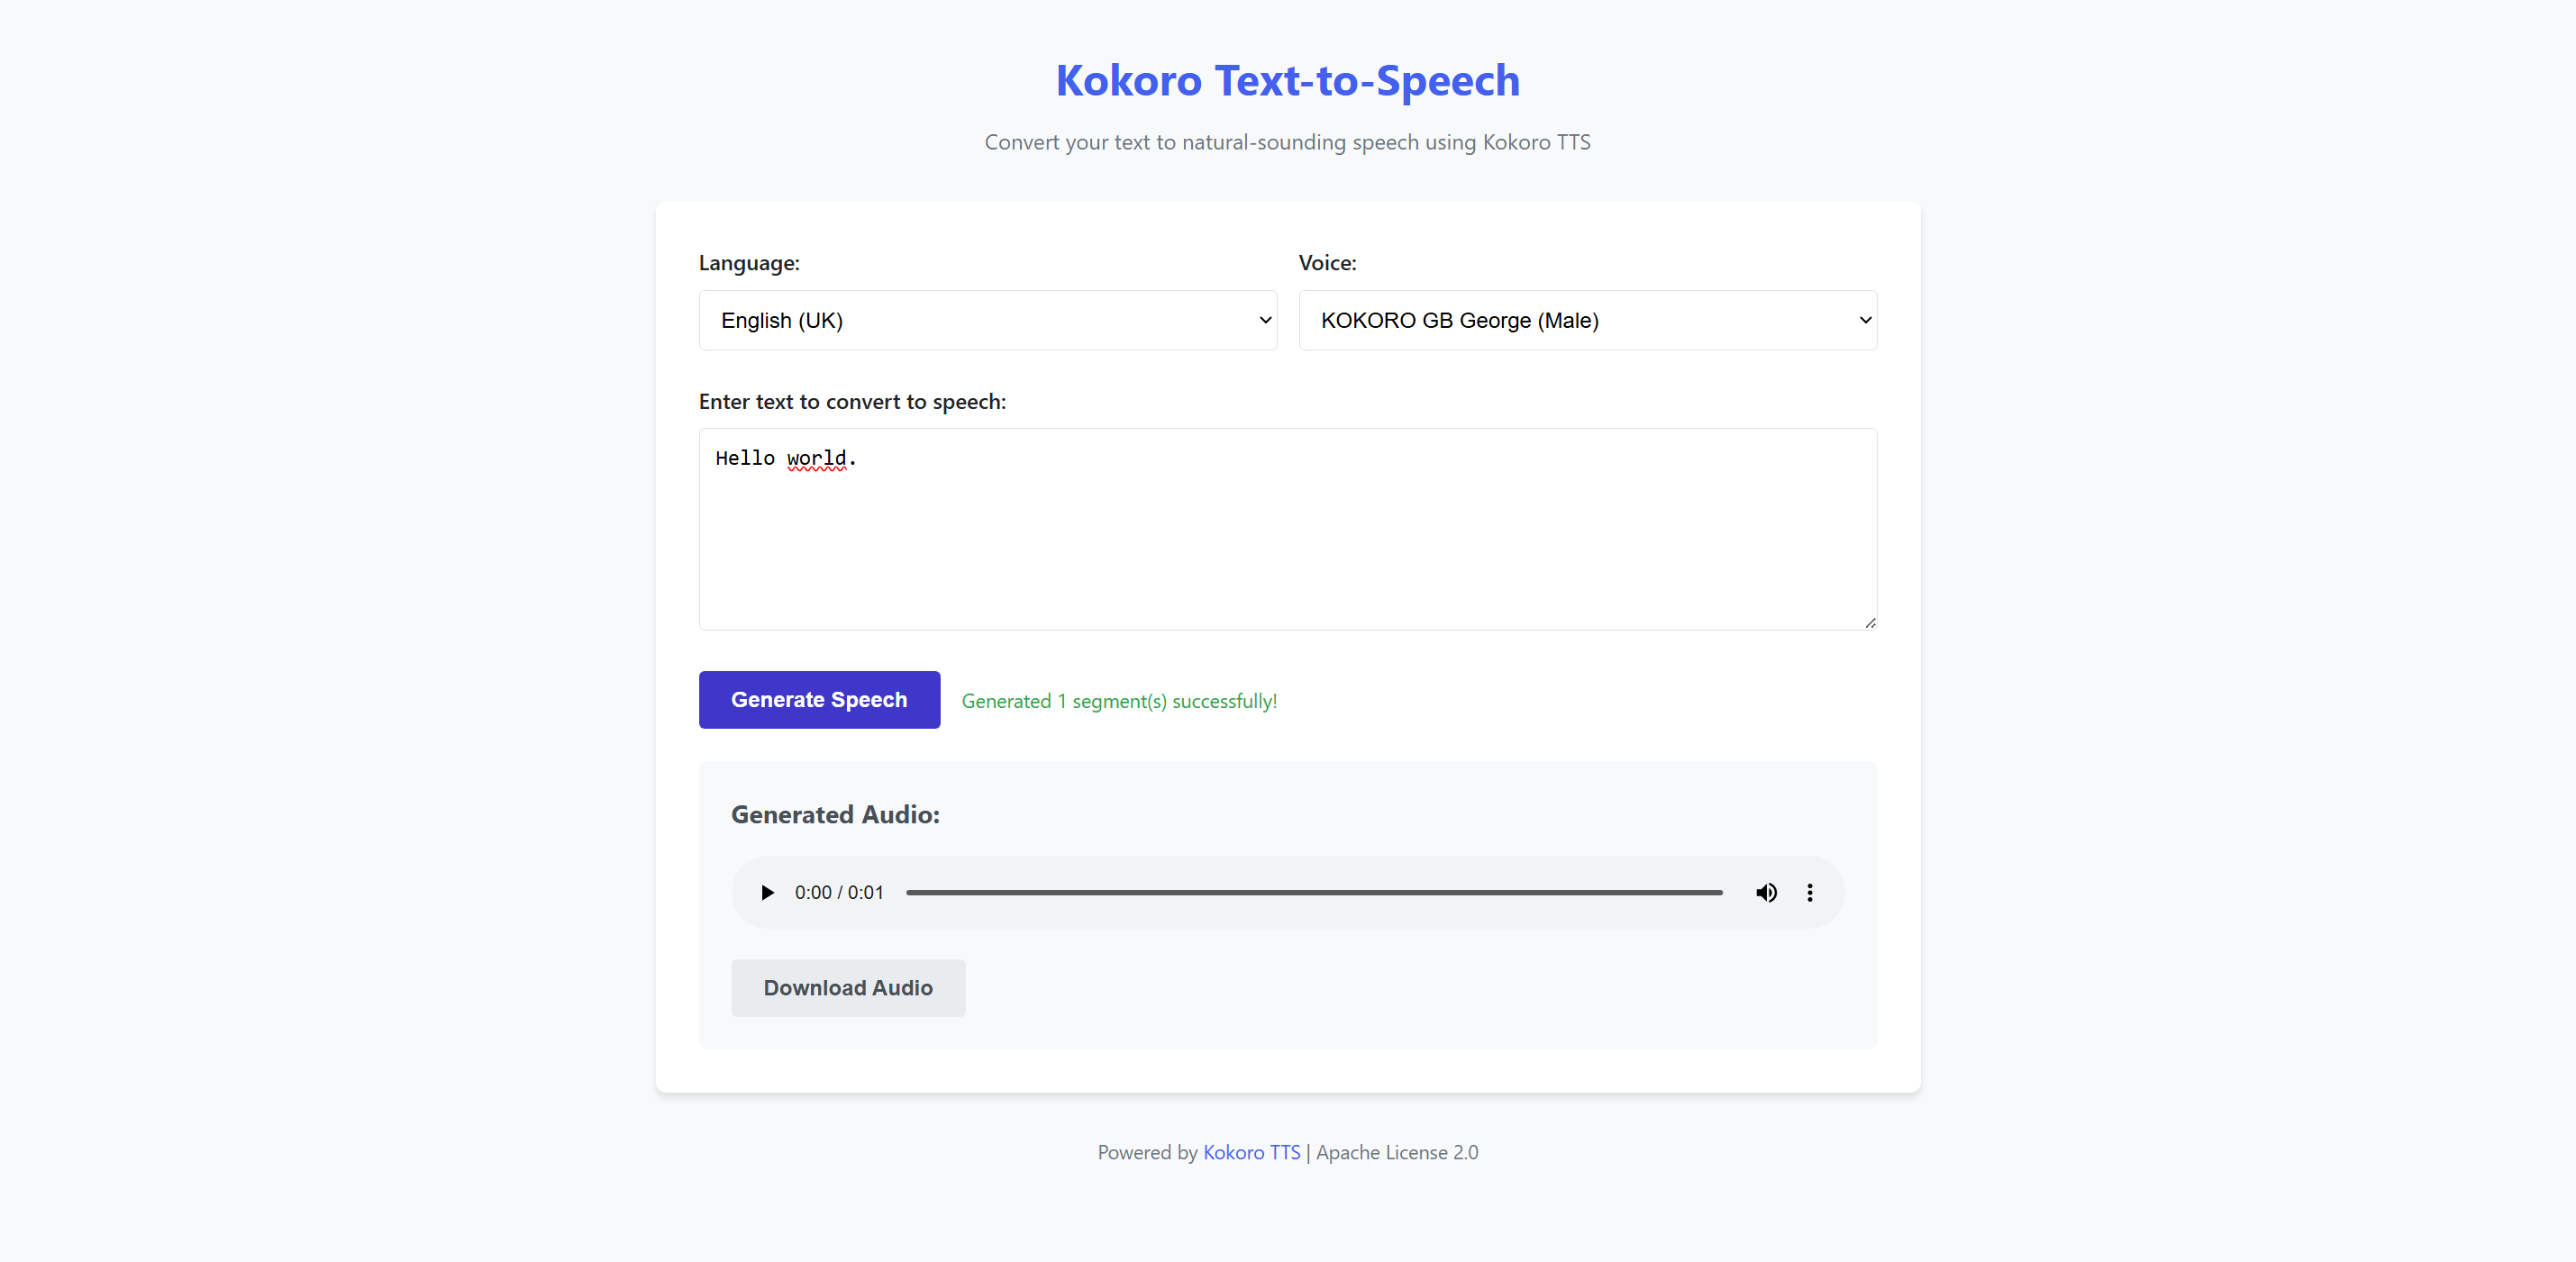 Kokoro Text-to-Speech
Convert your text to natural-sounding speech using Kokoro TTS
Language:
English (UK)
Voice:
KOKORO GB George (Male)
Enter text to convert to speech:
Hello world.
Generate Speech
Generated 1 segment(s) successfully!
Generated Audio:
0:00 / 0:01
Download Audio
Powered by Kokoro TTS | Apache License 2.0